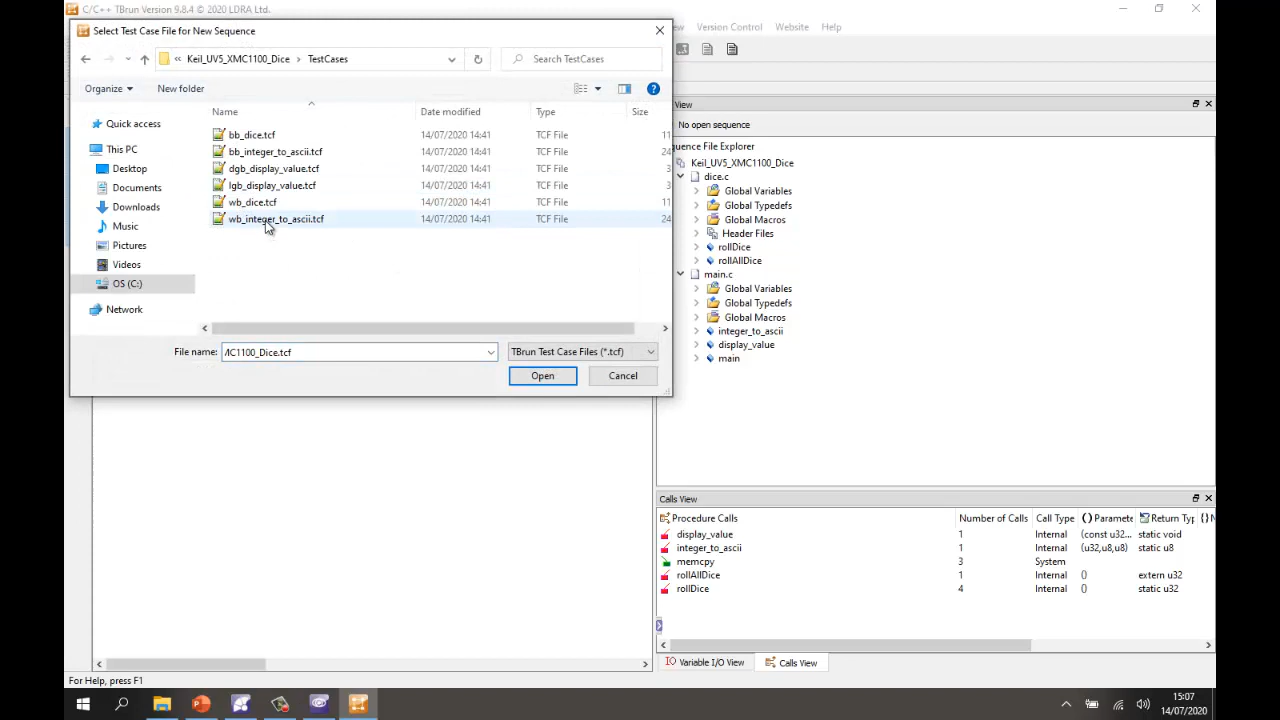 C/C++ TBrun Version 9.8.4 © LDRA Ltd.
Select Test Case File for New Sequence
Version Control Website Help
« Keil_UV5_XMC1100_Dice › TestCases
Search TestCases
Organize New folder
View
No open sequence
Name Date modified Type Size
Quick access
This PC
Desktop
Documents
Downloads
Music
Pictures
Videos
OS (C:)
Network
bb_dice.tcf 14/07/2020 14:41 TCF File 11
bb_integer_to_ascii.tcf 14/07/2020 14:41 TCF File 24
dgb_display_value.tcf 14/07/2020 14:41 TCF File 3
lgb_display_value.tcf 14/07/2020 14:41 TCF File 3
wb_dice.tcf 14/07/2020 14:41 TCF File 11
wb_integer_to_ascii.tcf 14/07/2020 14:41 TCF File 24
File name: /IC1100_Dice.tcf TBrun Test Case Files (*.tcf)
Open Cancel
quence File Explorer
Keil_UV5_XMC1100_Dice
dice.c
Global Variables
Global Typedefs
Global Macros
Header Files
rollDice
rollAllDice
main.c
Global Variables
Global Typedefs
Global Macros
integer_to_ascii
display_value
main
Calls View
Procedure Calls Number of Calls Call Type () Paramete Return Typ
display_value 1 Internal (const u32... static void
integer_to_ascii 1 Internal (u32,u8,u8) static u8
memcpy 3 System
rollAllDice 1 Internal () extern u32
rollDice 4 Internal () static u32
Variable I/O View Calls View
For Help, press F1
15:07
14/07/2020